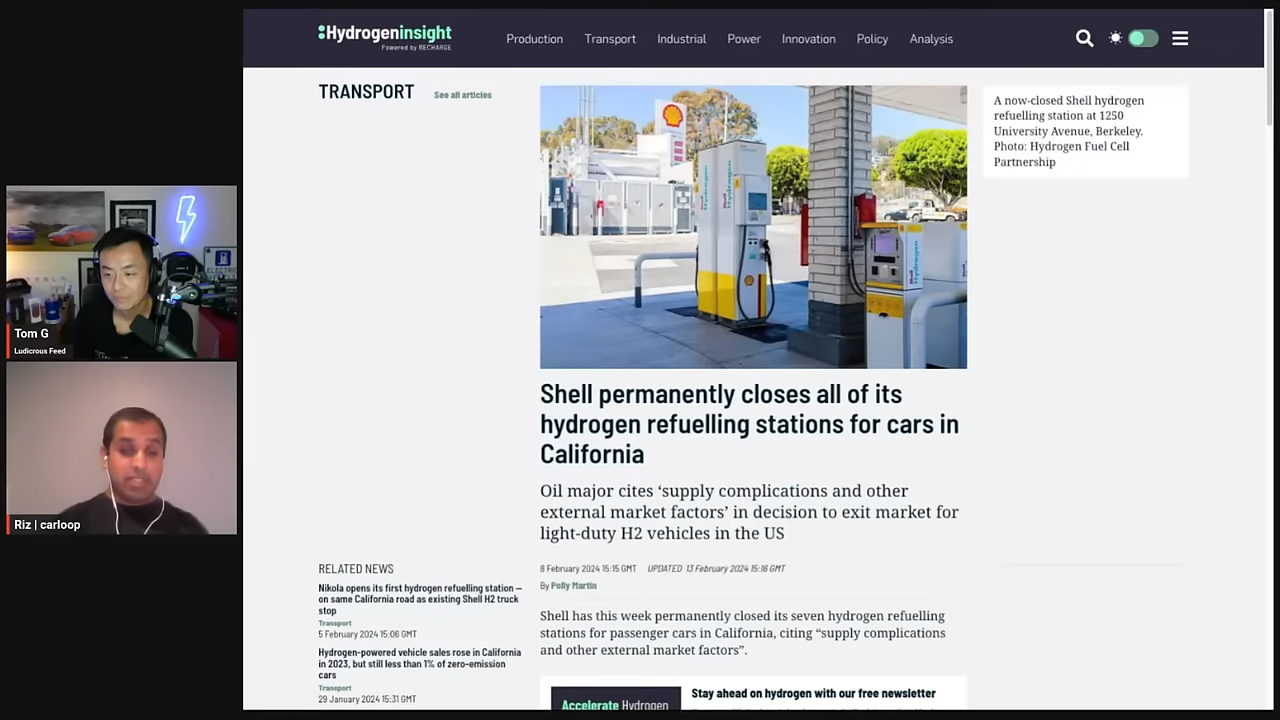 Hydrogeninsight
Powered by RECHARGE
Production
Transport
Industrial
Power
Innovation
Policy
Analysis
TRANSPORT
See all articles
A now-closed Shell hydrogen
refuelling station at 1250
University Avenue, Berkeley.
Photo: Hydrogen Fuel Cell
Partnership
Tom G
Ludicrous Feed
Riz | carloop
Shell permanently closes all of its
hydrogen refuelling stations for cars in
California
Oil major cites ‘supply complications and other
external market factors’ in decision to exit market for
light-duty H2 vehicles in the US
8 February 2024 15:15 GMT UPDATED 13 February 2024 15:16 GMT
By Polly Martin
Shell has this week permanently closed its seven hydrogen refuelling
stations for passenger cars in California, citing “supply complications
and other external market factors”.
RELATED NEWS
Nikola opens its first hydrogen refuelling station —
on same California road as existing Shell H2 truck
stop
Transport
5 February 2024 15:06 GMT
Hydrogen-powered vehicle sales rose in California
in 2023, but still less than 1% of zero-emission
cars
Transport
29 January 2024 15:31 GMT
Accelerate Hydrogen
Stay ahead on hydrogen with our free newsletter